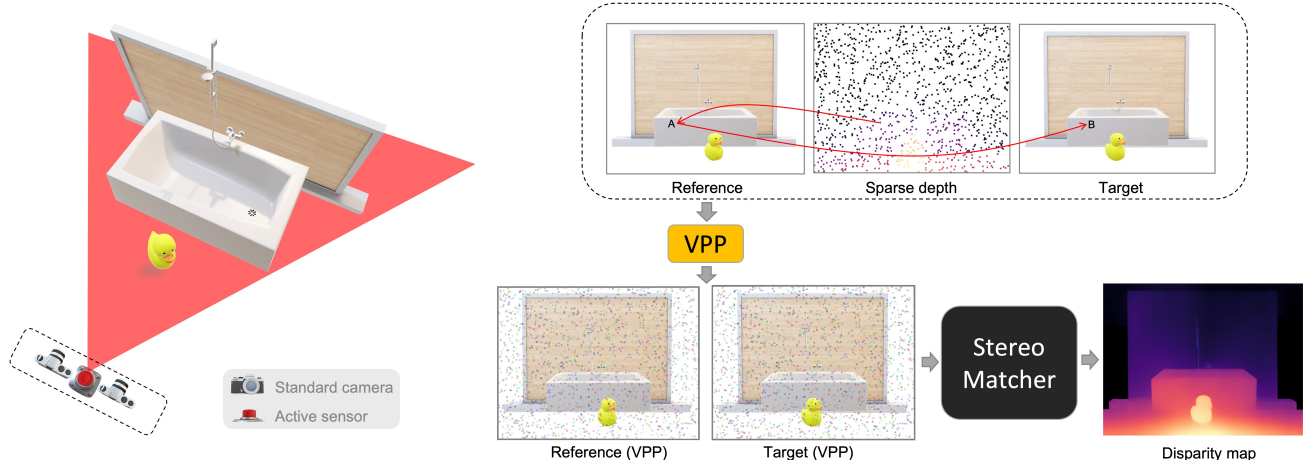 A
B
Reference
Sparse depth
Target
VPP
Standard camera
Active sensor
Stereo
Matcher
Reference (VPP)
Target (VPP)
Disparity map